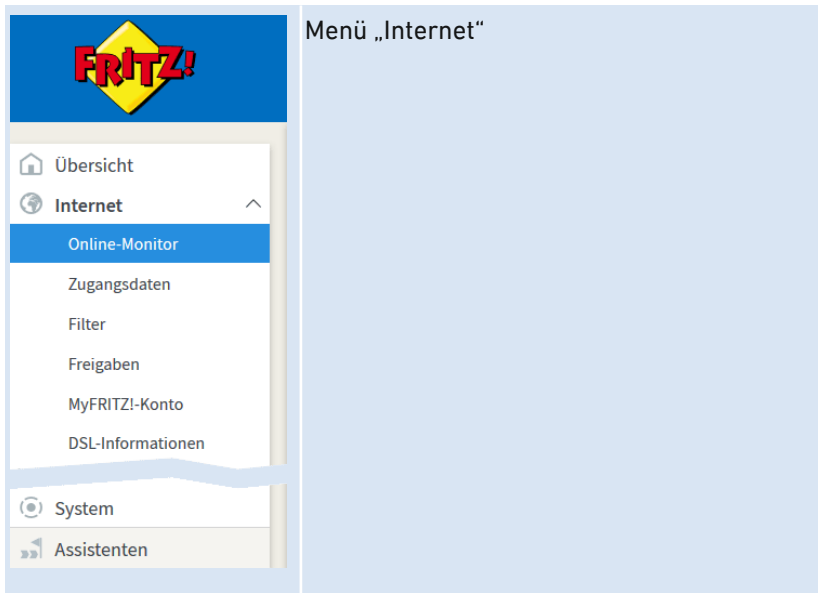 FRITZ!
Menü „Internet“
Übersicht
Internet
Online-Monitor
Zugangsdaten
Filter
Freigaben
MyFRITZ!-Konto
DSL-Informationen
System
Assistenten